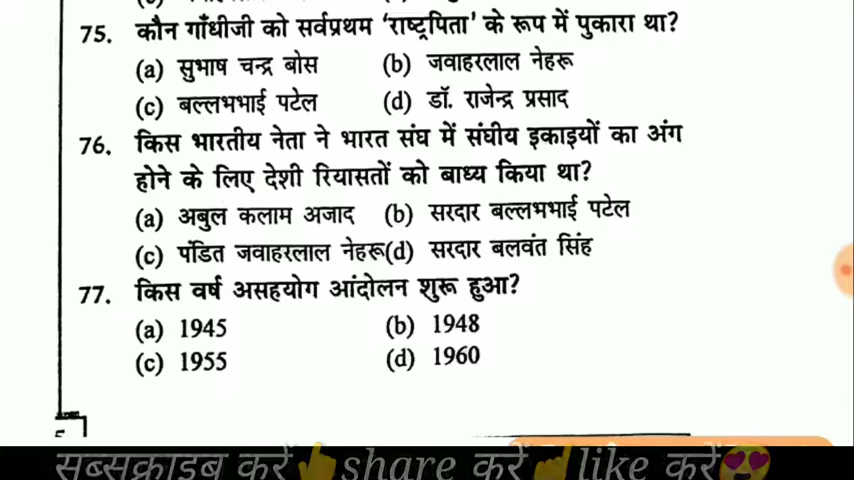 75. कौन गाँधीजी को सर्वप्रथम 'राष्ट्रपिता' के रूप में पुकारा था?
(a) सुभाष चन्द्र बोस (b) जवाहरलाल नेहरू
(c) बल्लभभाई पटेल (d) डॉ. राजेन्द्र प्रसाद
76. किस भारतीय नेता ने भारत संघ में संघीय इकाइयों का अंग
होने के लिए देशी रियासतों को बाध्य किया था?
(a) अबुल कलाम अजाद (b) सरदार बल्लभभाई पटेल
(c) पंडित जवाहरलाल नेहरू(d) सरदार बलवंत सिंह
77. किस वर्ष असहयोग आंदोलन शुरू हुआ?
(a) 1945 (b) 1948
(c) 1955 (d) 1960
सब्सक्राइब करें👆share करें👍like करें😍